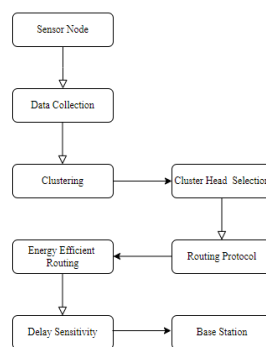 Sensor Node
Data Collection
Clustering
Cluster Head Selection
Energy Efficient
Routing
Routing Protocol
Delay Sensitivity
Base Station